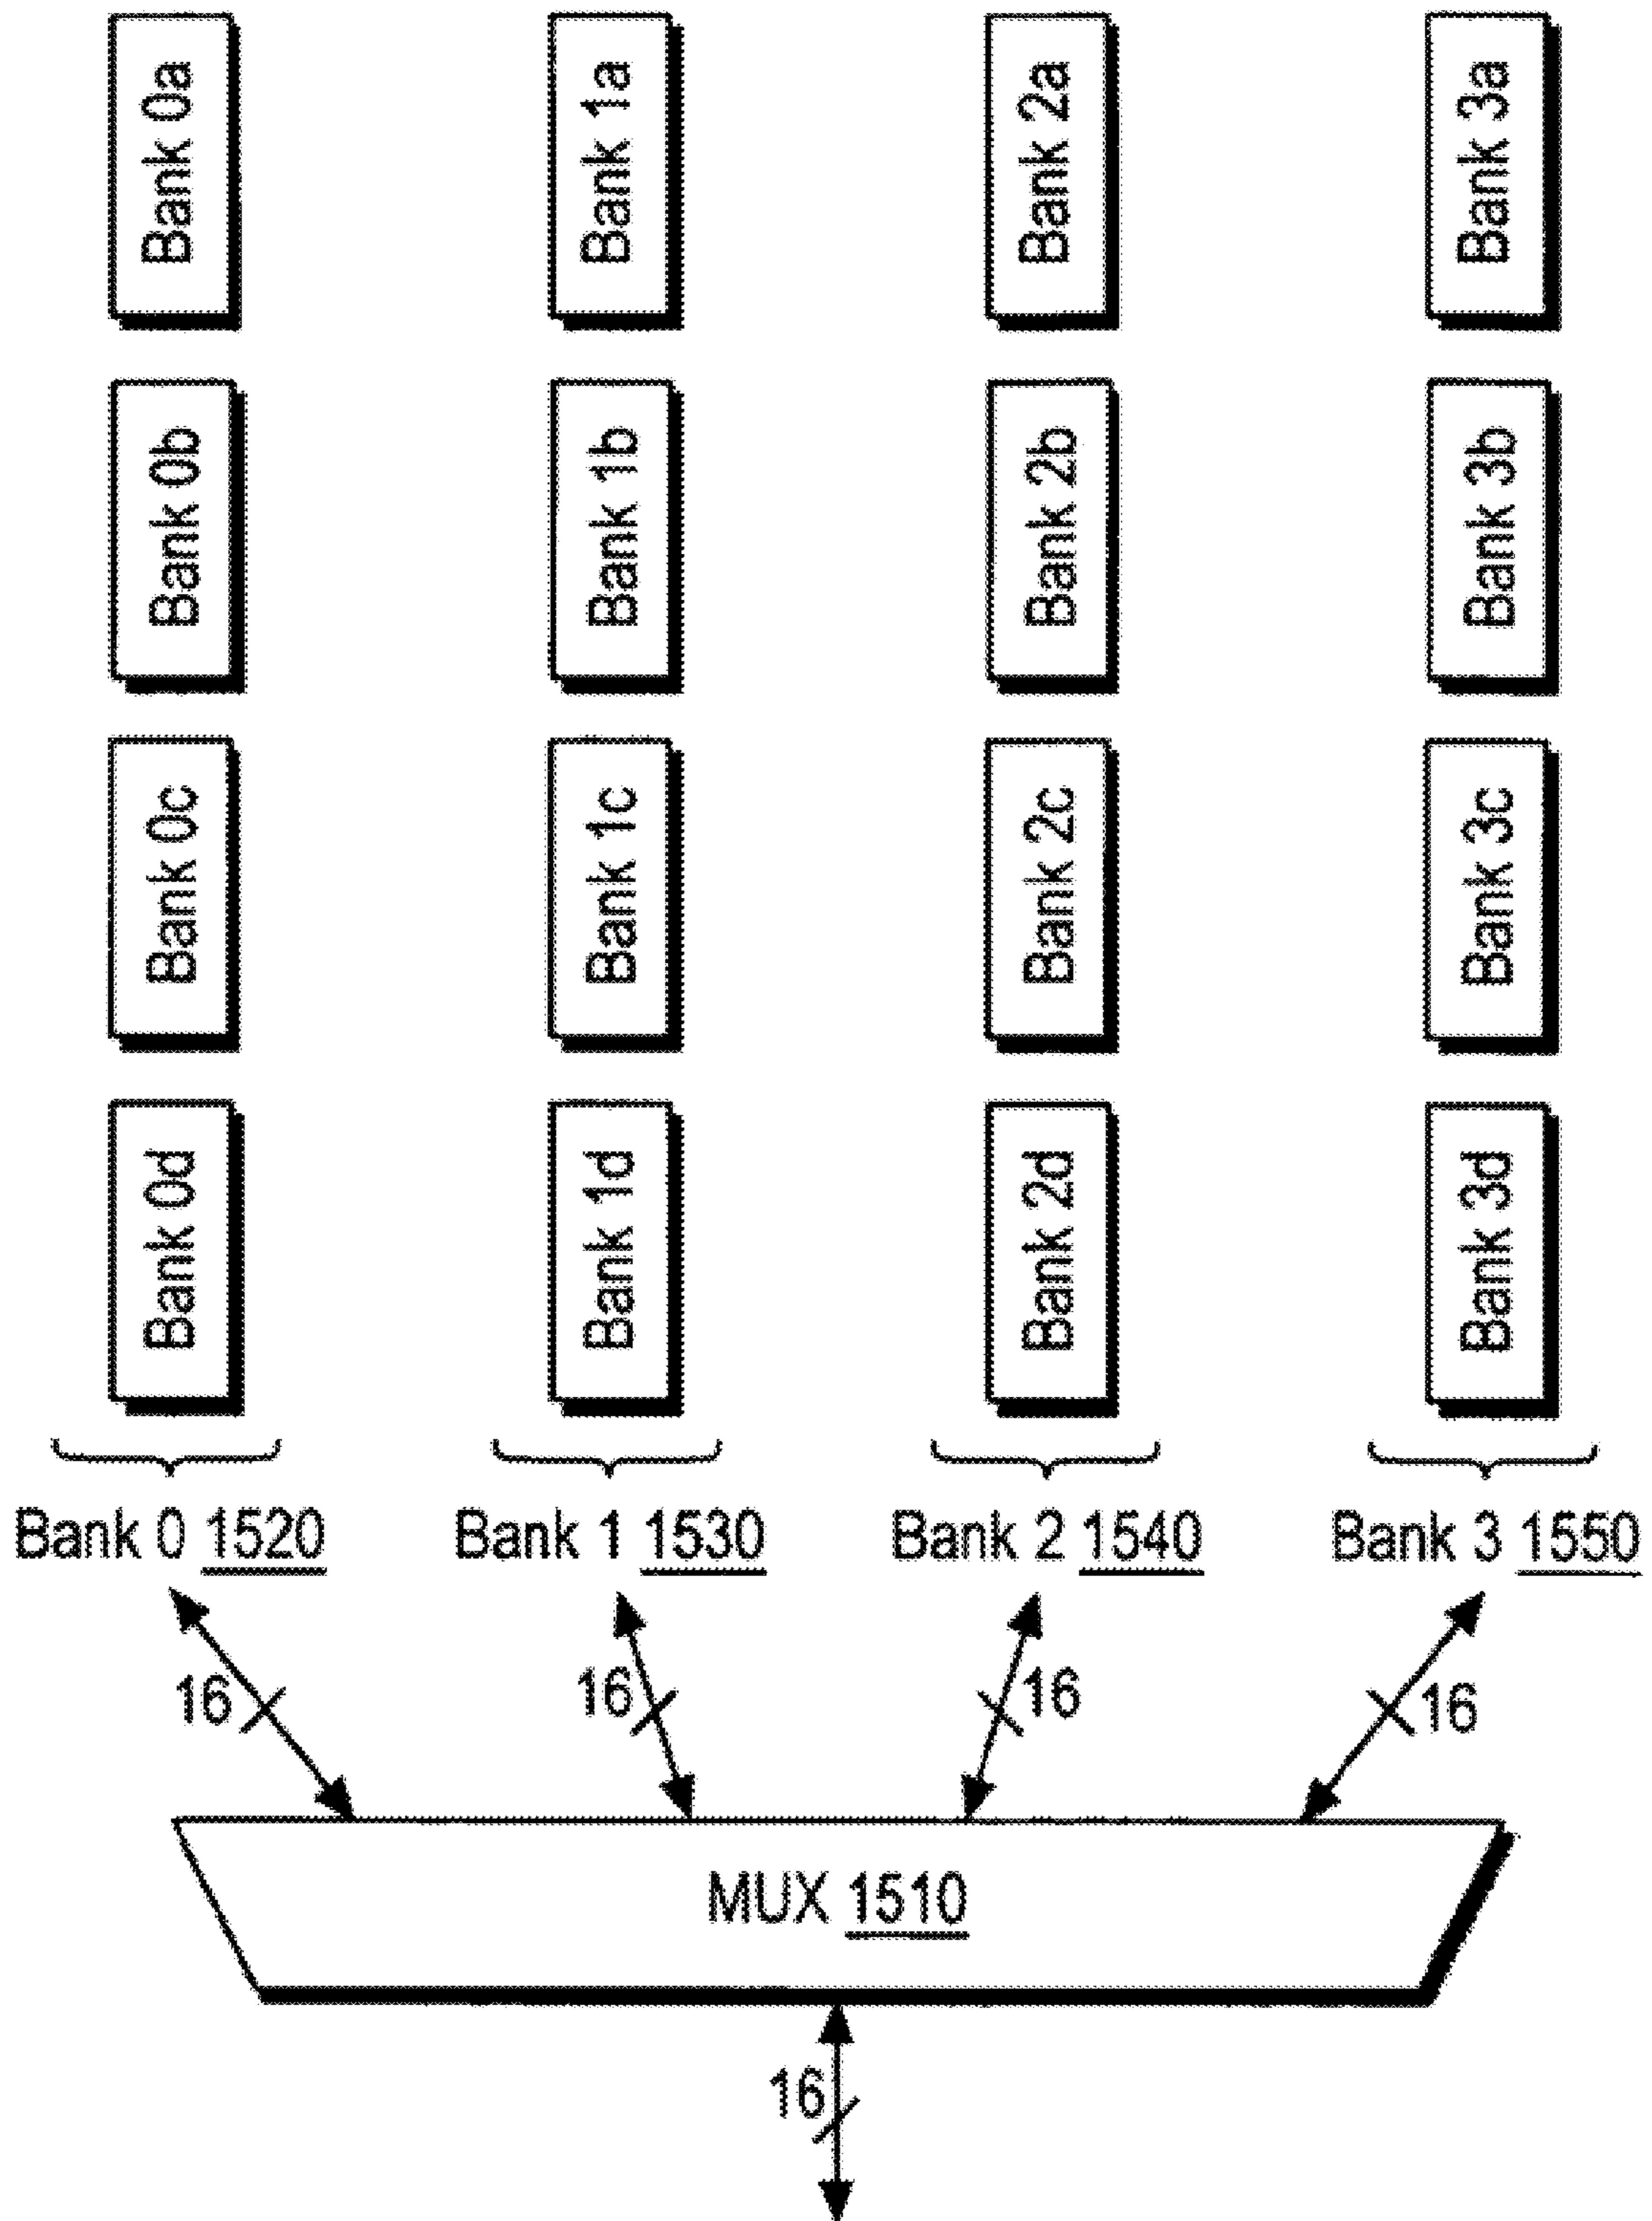 Bank 0a
Bank 1a
Bank 2a
Bank 3a
Bank 0b
Bank 1b
Bank 2b
Bank 3b
Bank 0c
Bank 1c
Bank 2c
Bank 3c
Bank 0d
Bank 1d
Bank 2d
Bank 3d
Bank 0 1520
Bank 1 1530
Bank 2 1540
Bank 3 1550
16
16
16
16
MUX 1510
16